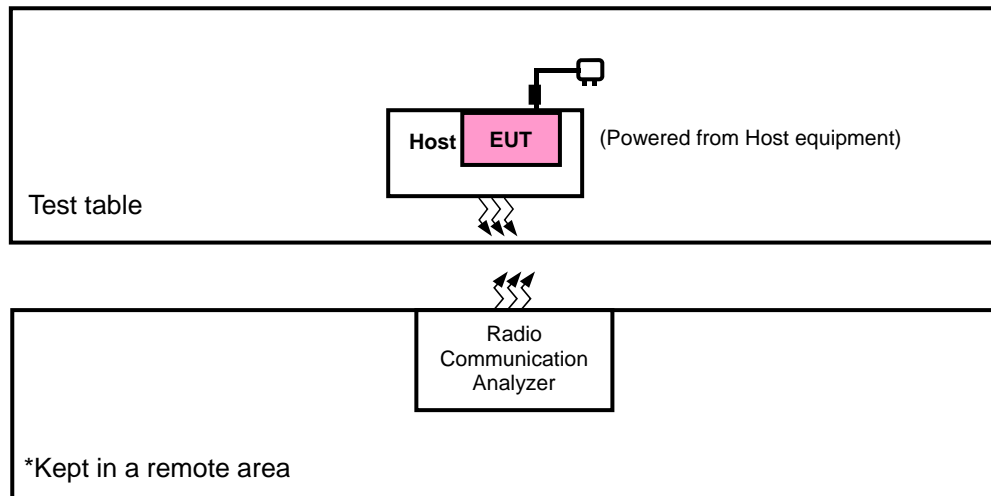 Host
EUT
(Powered from Host equipment)
Test table
Radio
Communication
Analyzer
*Kept in a remote area